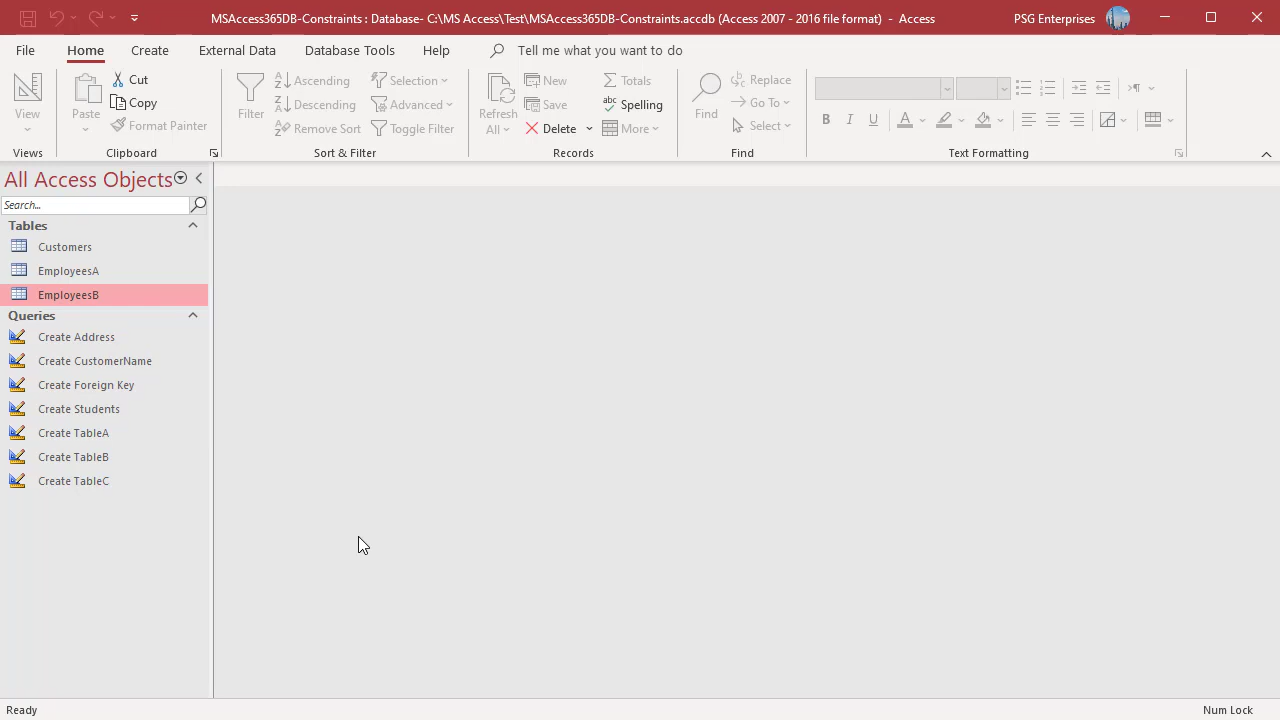 MSAccess365DB-Constraints : Database- C:\MS Access\Test\MSAccess365DB-Constraints.accdb (Access 2007 - 2016 file format) - Access
PSG Enterprises
File Home Create External Data Database Tools Help Tell me what you want to do
View
Views
Paste
Cut
Copy
Format Painter
Clipboard
Filter
Ascending
Descending
Remove Sort
Selection
Advanced
Toggle Filter
Sort & Filter
Refresh
All
New
Save
Delete
Totals
Spelling
More
Records
Find
Replace
Go To
Select
Find
B I U A
Text Formatting
All Access Objects
Search...
Tables
Customers
EmployeesA
EmployeesB
Queries
Create Address
Create CustomerName
Create Foreign Key
Create Students
Create TableA
Create TableB
Create TableC
Ready
Num Lock